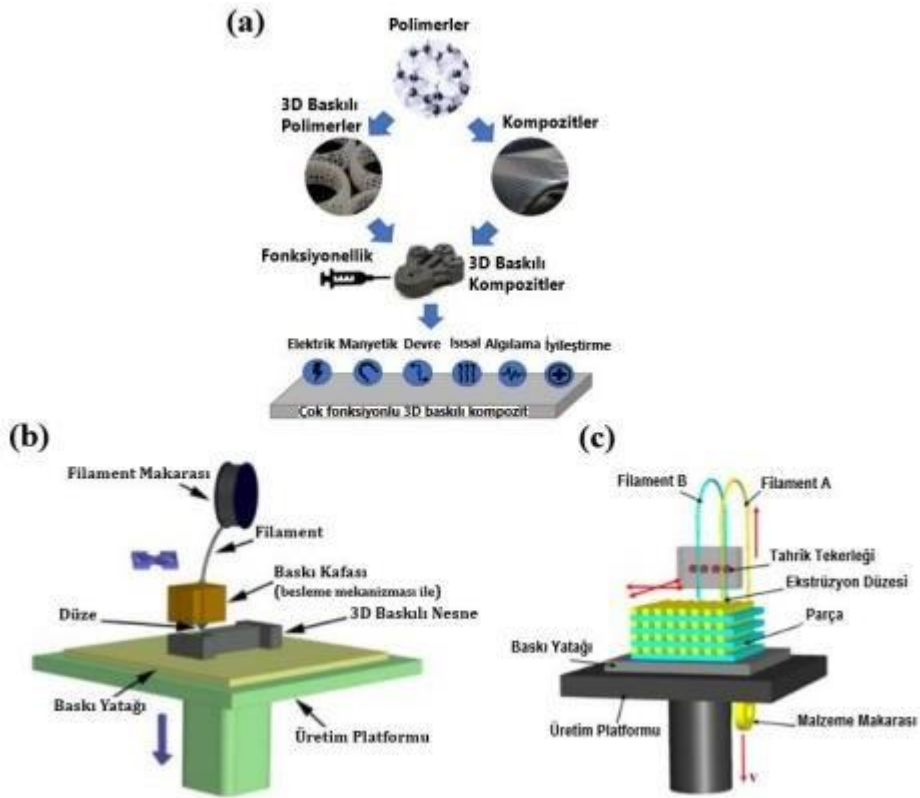 (a)
Polimerler
3D Baskılı
Polimerler
Kompozitler
Fonksiyonellik
3D Baskılı
Kompozitler
Elektrik Manyetik Devre Isısal Algılama İyileştirme
Çok fonksiyonlu 3D baskılı kompozit
(b)
Filament Makarası
Filament
Baskı Kafası
(besleme mekanizması ile)
Düze
3D Baskılı Nesne
Baskı Yatağı
Üretim Platformu
(c)
Filament B
Filament A
Tahrik Tekerleği
Ekstrüzyon Düzesi
Parça
Baskı Yatağı
Üretim Platformu
Malzeme Makarası
v